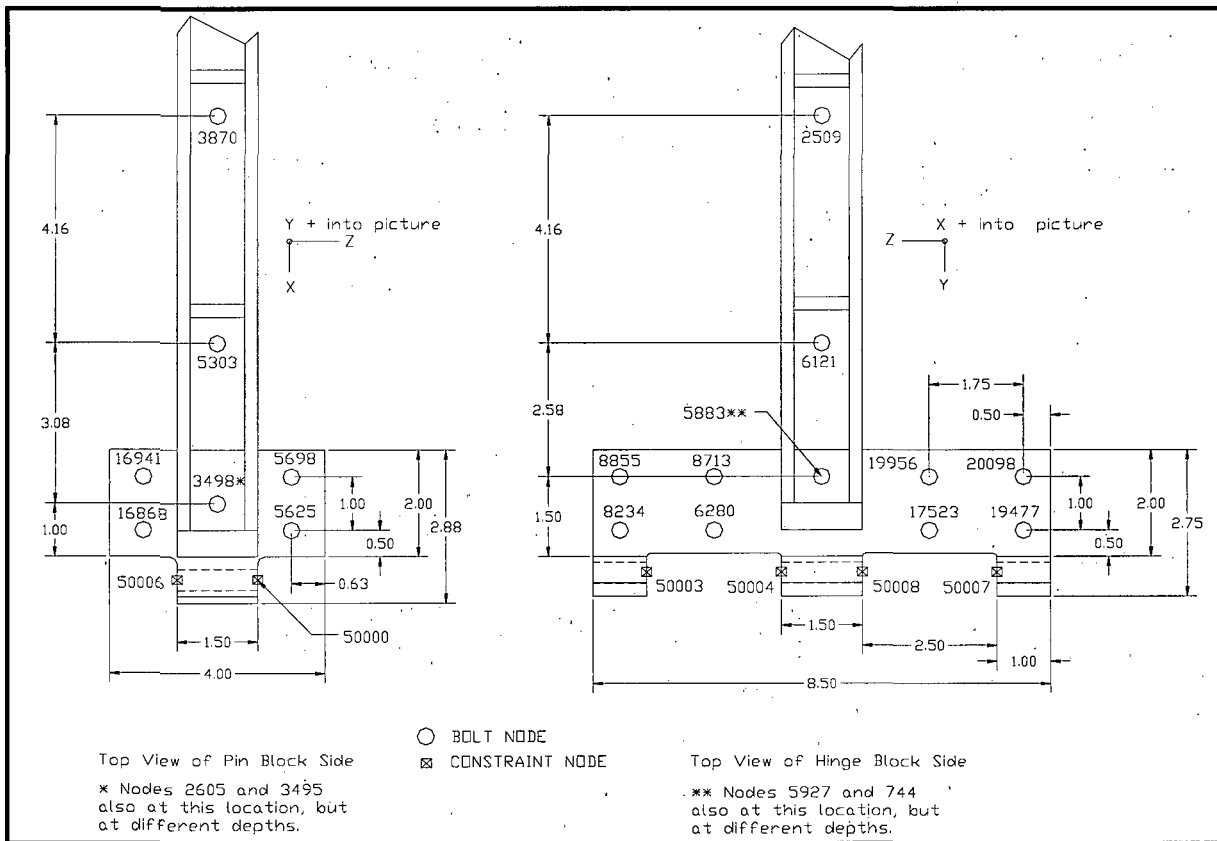 3870
4.16
Y + into picture
Z
X
5303
3.08
16941
5698
3498*
1.00
2.00
16868
5625
2.88
1.00
0.50
50006
0.63
50000
1.50
4.00
Top View of Pin Block Side
* Nodes 2605 and 3495
also at this location, but
at different depths.
BOLT NODE
CONSTRAINT NODE
2509
4.16
X + into picture
Z
Y
6121
2.58
1.75
5883**
0.50
8855
8713
19956
20098
8234
6280
17523
19477
1.00
2.00
2.75
1.50
0.50
50003
50004
50008
50007
1.50
2.50
1.00
8.50
Top View of Hinge Block Side
** Nodes 5927 and 744
also at this location, but
at different depths.